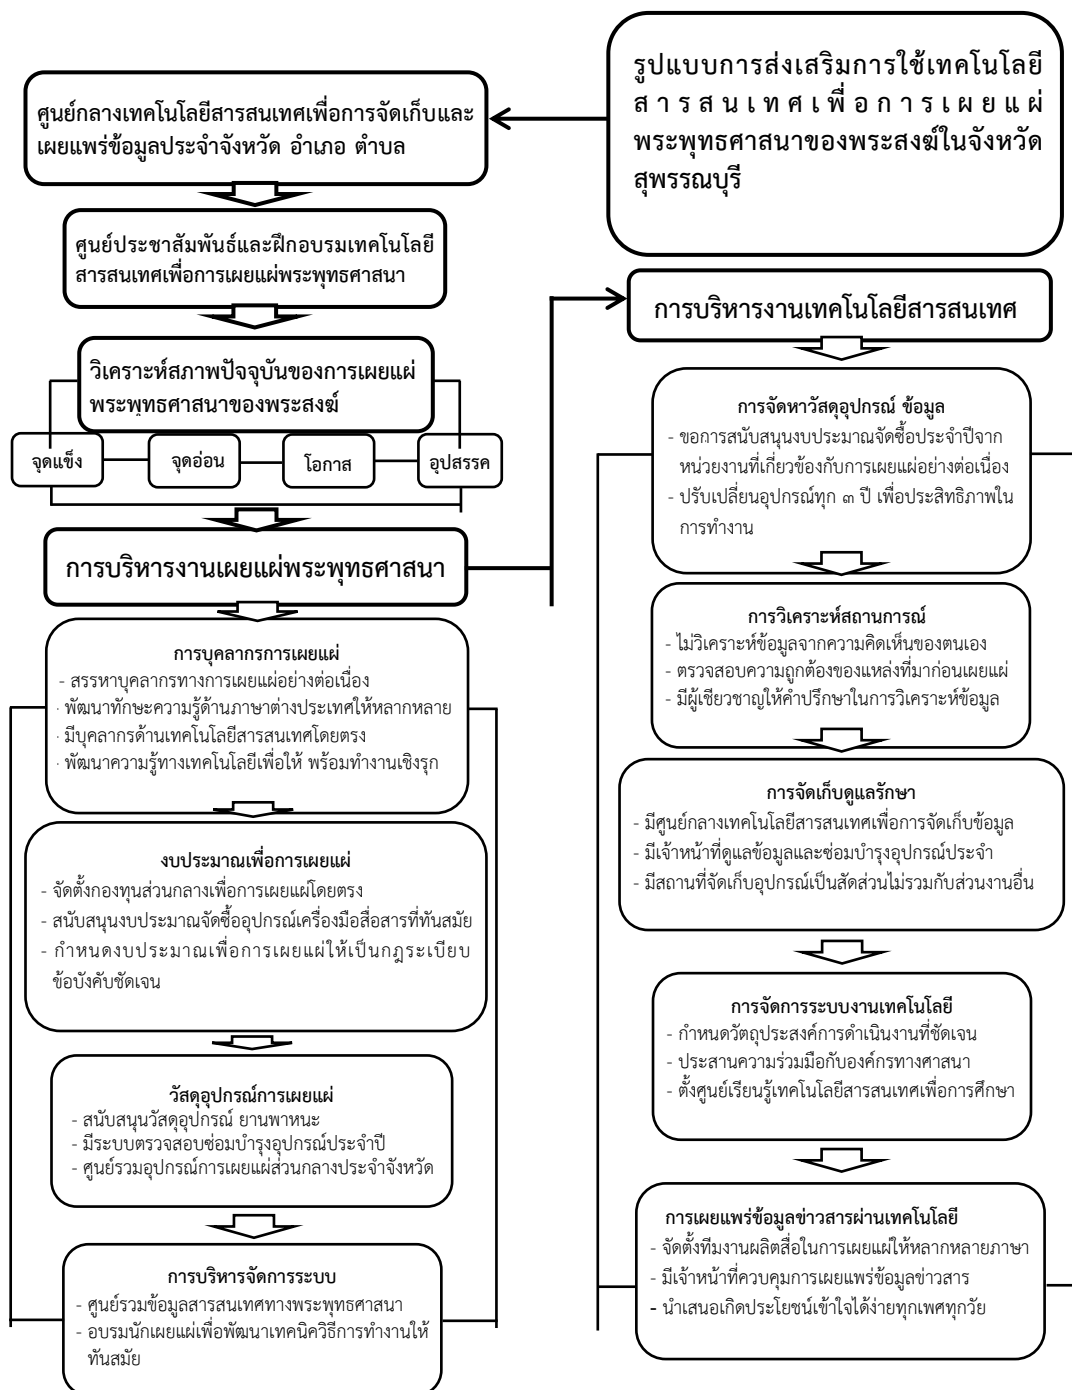 รูปแบบการส่งเสริมการใช้เทคโนโลยี
สารสนเทศเพื่อการเผยแผ่
พระพุทธศาสนาของพระสงฆ์ในจังหวัด
สุพรรณบุรี
ศูนย์กลางเทคโนโลยีสารสนเทศเพื่อการจัดเก็บและ
เผยแพร่ข้อมูลประจำจังหวัด อำเภอ ตำบล
ศูนย์ประชาสัมพันธ์และฝึกอบรมเทคโนโลยี
สารสนเทศเพื่อการเผยแผ่พระพุทธศาสนา
วิเคราะห์สภาพปัจจุบันของการเผยแผ่
พระพุทธศาสนาของพระสงฆ์
จุดแข็ง จุดอ่อน โอกาส อุปสรรค
การบริหารงานเผยแผ่พระพุทธศาสนา
การบุคลากรการเผยแผ่
- สรรหาบุคลากรทางการเผยแผ่อย่างต่อเนื่อง
- พัฒนาทักษะความรู้ด้านภาษาต่างประเทศให้หลากหลาย
- มีบุคลากรด้านเทคโนโลยีสารสนเทศโดยตรง
- พัฒนาความรู้ทางเทคโนโลยีเพื่อให้ พร้อมทำงานเชิงรุก
งบประมาณเพื่อการเผยแผ่
- จัดตั้งกองทุนส่วนกลางเพื่อการเผยแผ่โดยตรง
- สนับสนุนงบประมาณจัดซื้ออุปกรณ์เครื่องมือสื่อสารที่ทันสมัย
- กำหนดงบประมาณเพื่อการเผยแผ่ให้เป็นกฎระเบียบ
ข้อบังคับชัดเจน
วัสดุอุปกรณ์การเผยแผ่
- สนับสนุนวัสดุอุปกรณ์ ยานพาหนะ
- มีระบบตรวจสอบซ่อมบำรุงอุปกรณ์ประจำปี
- ศูนย์รวมอุปกรณ์การเผยแผ่ส่วนกลางประจำจังหวัด
การบริหารจัดการระบบ
- ศูนย์รวมข้อมูลสารสนเทศทางพระพุทธศาสนา
- อบรมนักเผยแผ่เพื่อพัฒนาเทคนิควิธีการทำงานให้
ทันสมัย
การบริหารงานเทคโนโลยีสารสนเทศ
การจัดหาวัสดุอุปกรณ์ ข้อมูล
- ขอการสนับสนุนงบประมาณจัดซื้อประจำปีจาก
หน่วยงานที่เกี่ยวข้องกับการเผยแผ่อย่างต่อเนื่อง
- ปรับเปลี่ยนอุปกรณ์ทุก ๓ ปี เพื่อประสิทธิภาพใน
การทำงาน
การวิเคราะห์สถานการณ์
- ไม่วิเคราะห์ข้อมูลจากความคิดเห็นของตนเอง
- ตรวจสอบความถูกต้องของแหล่งที่มาก่อนเผยแผ่
- มีผู้เชียวชาญให้คำปรึกษาในการวิเคราะห์ข้อมูล
การจัดเก็บดูแลรักษา
- มีศูนย์กลางเทคโนโลยีสารสนเทศเพื่อการจัดเก็บข้อมูล
- มีเจ้าหน้าที่ดูแลข้อมูลและซ่อมบำรุงอุปกรณ์ประจำ
- มีสถานที่จัดเก็บอุปกรณ์เป็นสัดส่วนไม่รวมกับส่วนงานอื่น
การจัดการระบบงานเทคโนโลยี
- กำหนดวัตถุประสงค์การดำเนินงานที่ชัดเจน
- ประสานความร่วมมือกับองค์กรทางศาสนา
- ตั้งศูนย์เรียนรู้เทคโนโลยีสารสนเทศเพื่อการศึกษา
การเผยแพร่ข้อมูลข่าวสารผ่านเทคโนโลยี
- จัดตั้งทีมงานผลิตสื่อในการเผยแผ่ให้หลากหลายภาษา
- มีเจ้าหน้าที่ควบคุมการเผยแพร่ข้อมูลข่าวสาร
- นำเสนอเกิดประโยชน์เข้าใจได้ง่ายทุกเพศทุกวัย